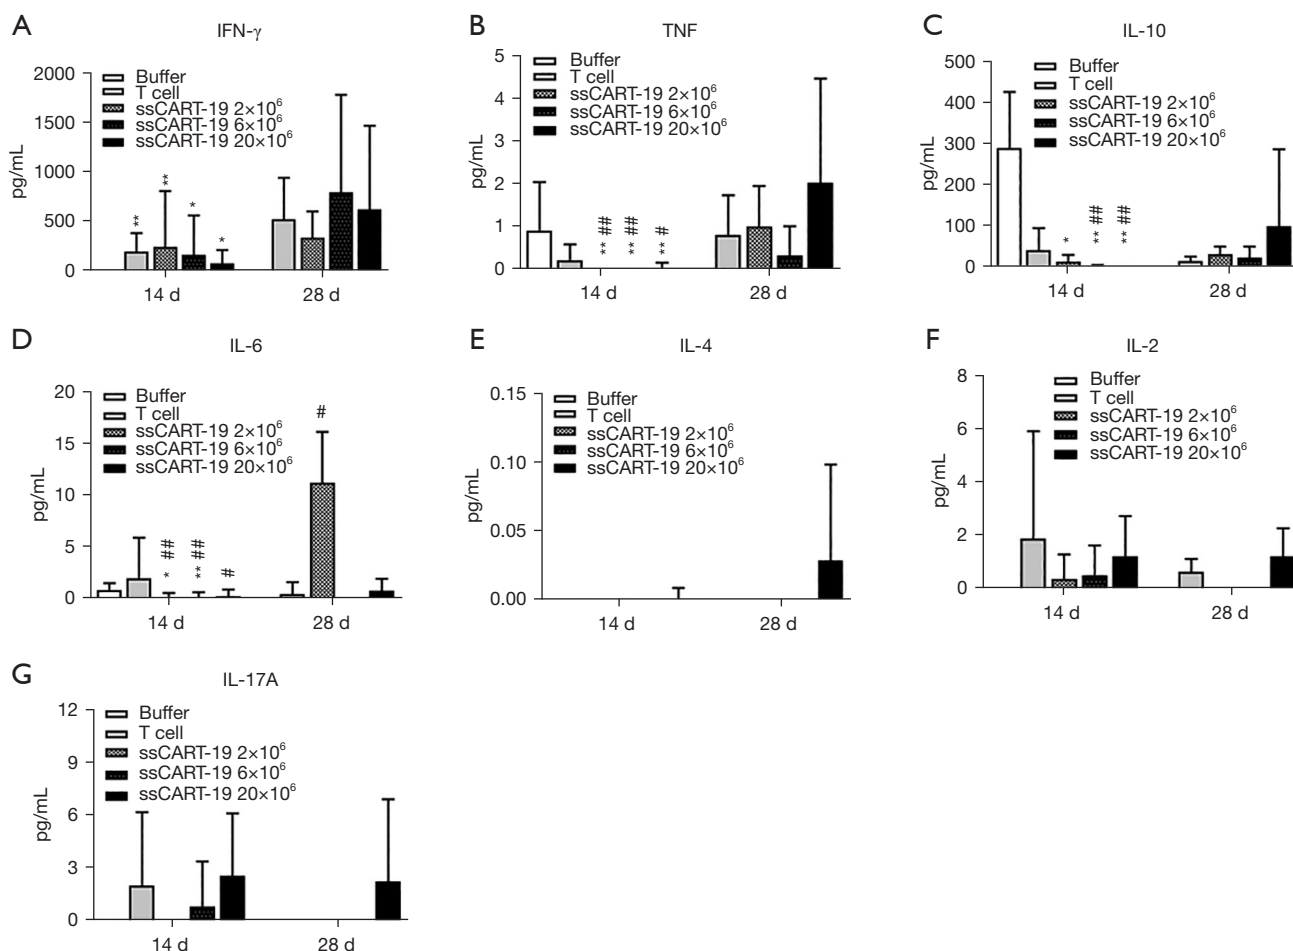 A
IFN-γ
pg/mL
2000
1500
1000
500
0
Buffer
T cell
ssCART-19 2×10⁶
ssCART-19 6×10⁶
ssCART-19 20×10⁶
**
**
*
*
14 d
28 d
B
TNF
pg/mL
5
4
3
2
1
0
Buffer
T cell
ssCART-19 2×10⁶
ssCART-19 6×10⁶
ssCART-19 20×10⁶
** ##
** ##
** #
14 d
28 d
C
IL-10
pg/mL
500
400
300
200
100
0
Buffer
T cell
ssCART-19 2×10⁶
ssCART-19 6×10⁶
ssCART-19 20×10⁶
*
** ##
** ##
14 d
28 d
D
IL-6
pg/mL
20
15
10
5
0
Buffer
T cell
ssCART-19 2×10⁶
ssCART-19 6×10⁶
ssCART-19 20×10⁶
* ##
** ##
#
#
14 d
28 d
E
IL-4
pg/mL
0.15
0.10
0.05
0.00
Buffer
T cell
ssCART-19 2×10⁶
ssCART-19 6×10⁶
ssCART-19 20×10⁶
14 d
28 d
F
IL-2
pg/mL
8
6
4
2
0
Buffer
T cell
ssCART-19 2×10⁶
ssCART-19 6×10⁶
ssCART-19 20×10⁶
14 d
28 d
G
IL-17A
pg/mL
12
9
6
3
0
Buffer
T cell
ssCART-19 2×10⁶
ssCART-19 6×10⁶
ssCART-19 20×10⁶
14 d
28 d